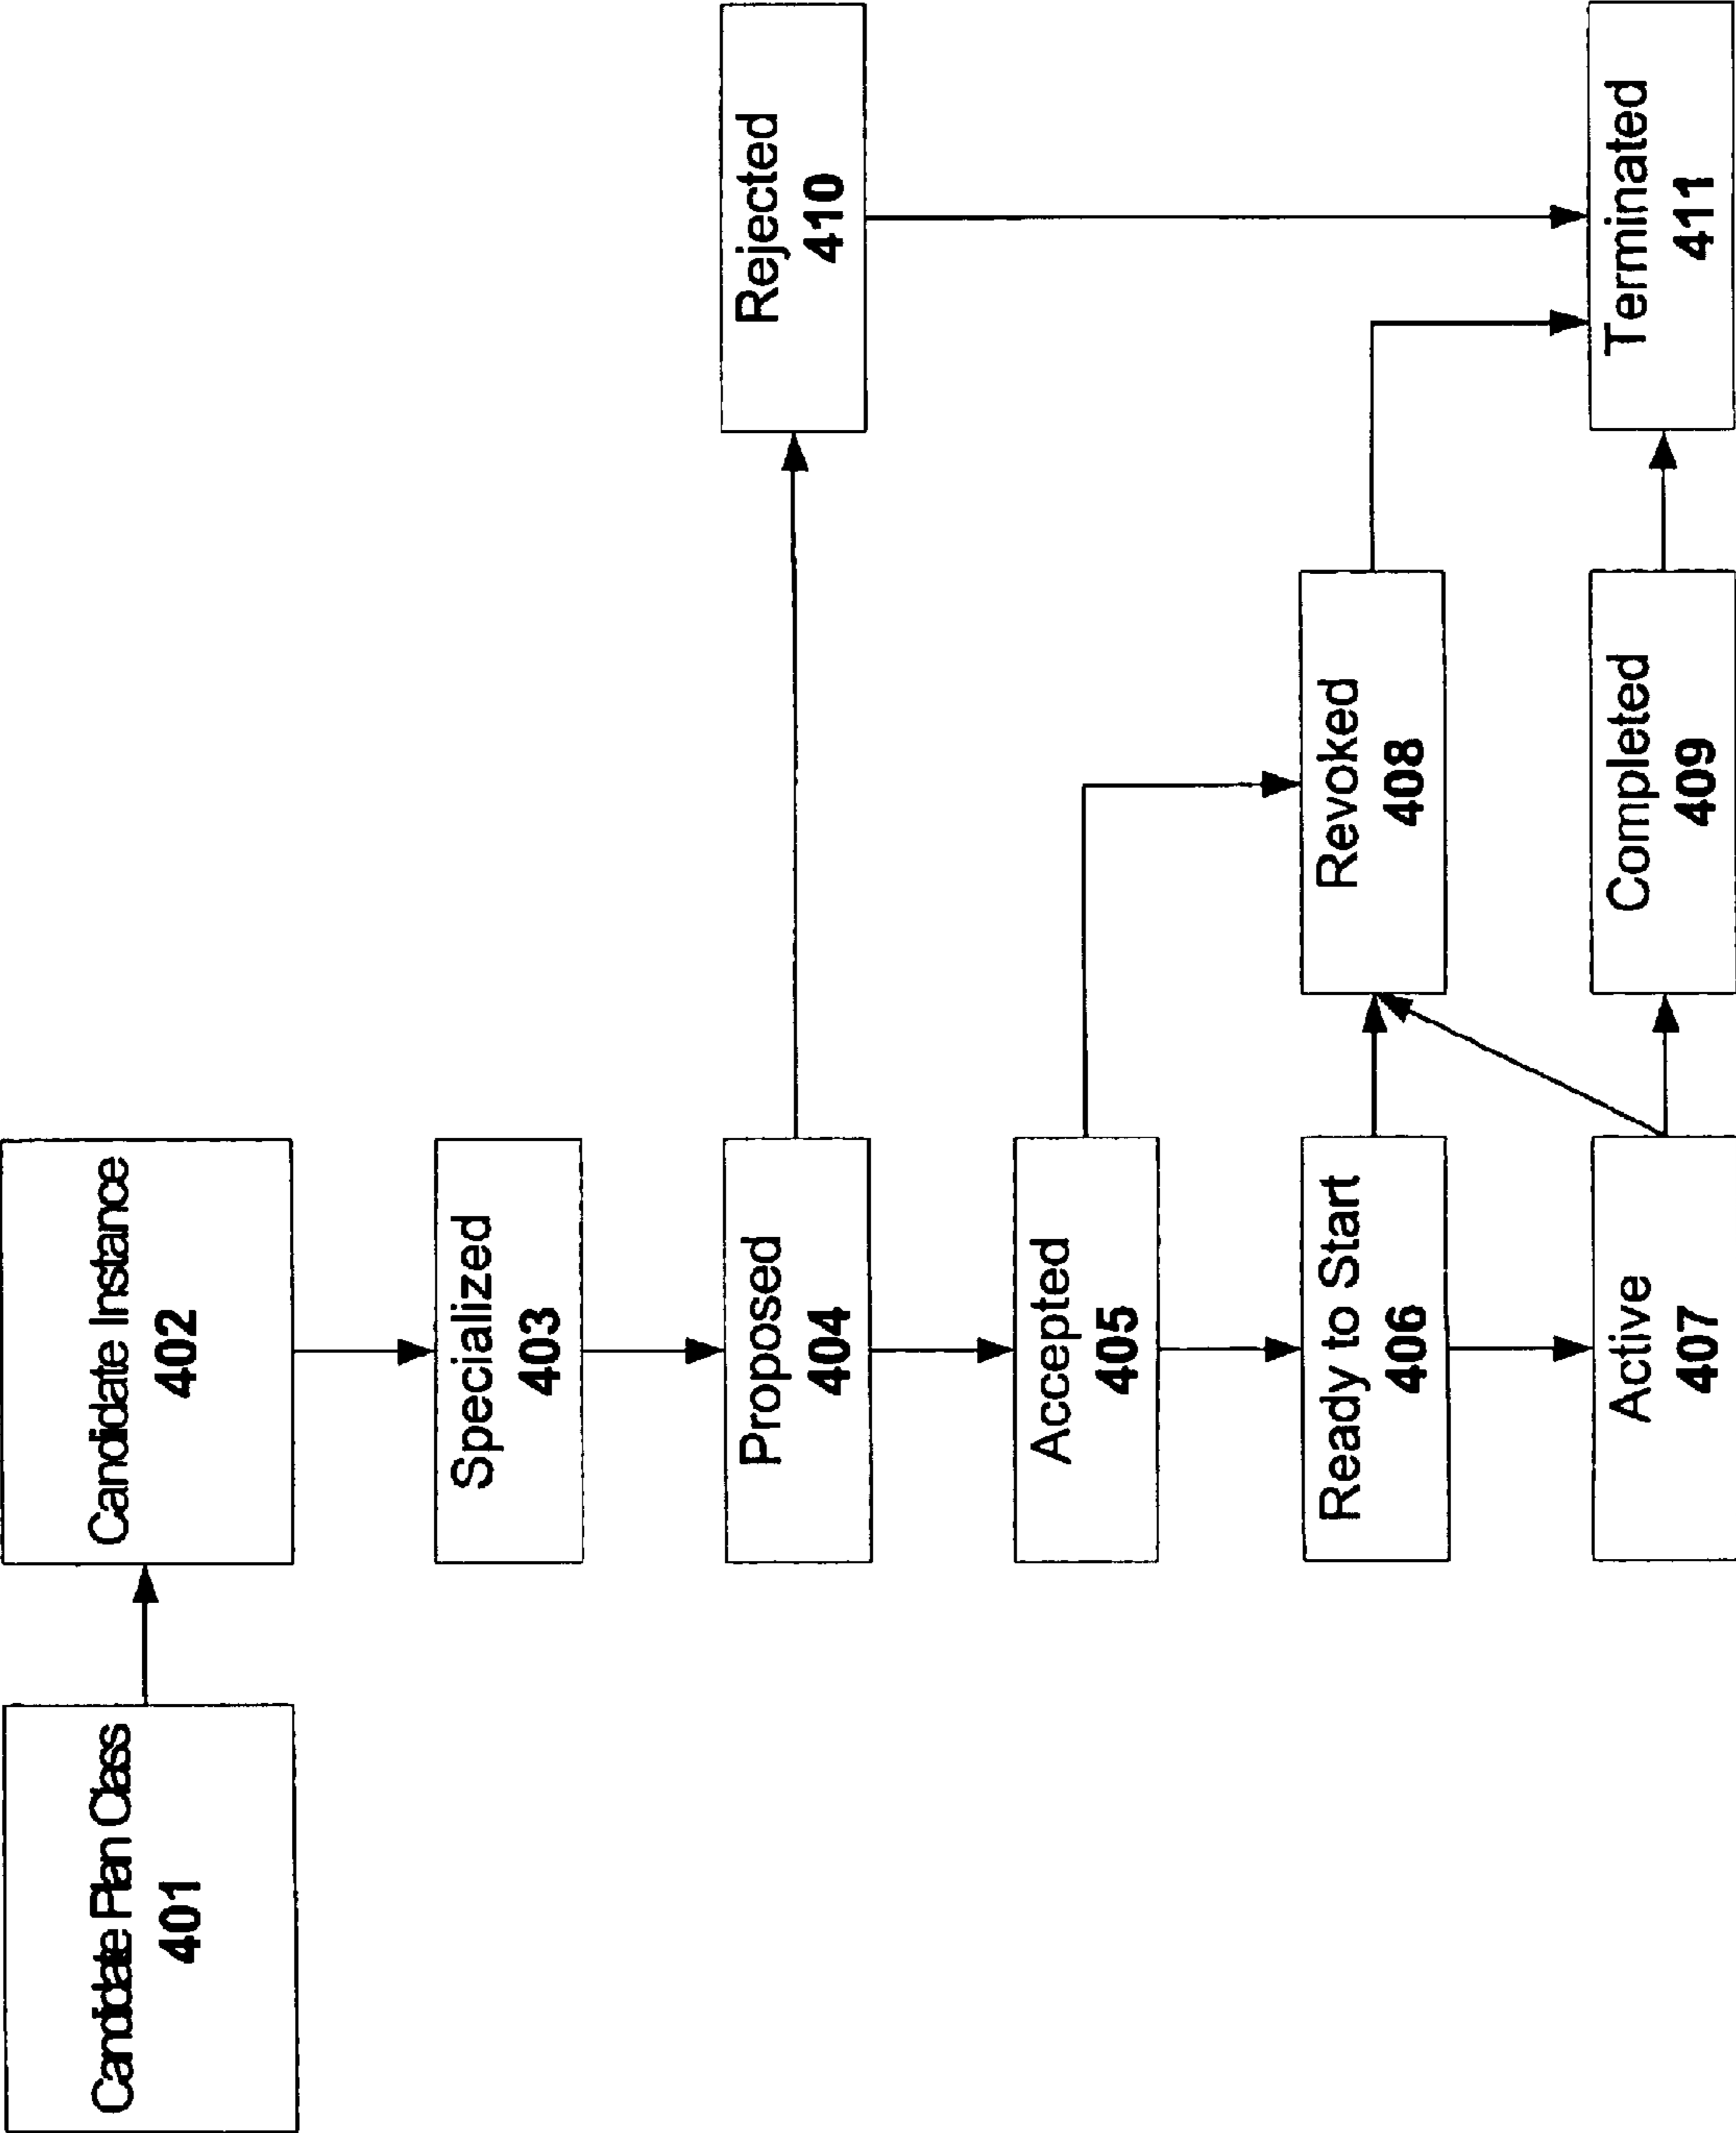 Candidate Plan Class
401
Candidate Instance
402
Specialized
403
Proposed
404
Rejected
410
Accepted
405
Ready to Start
406
Revoked
408
Active
407
Completed
409
Terminated
411